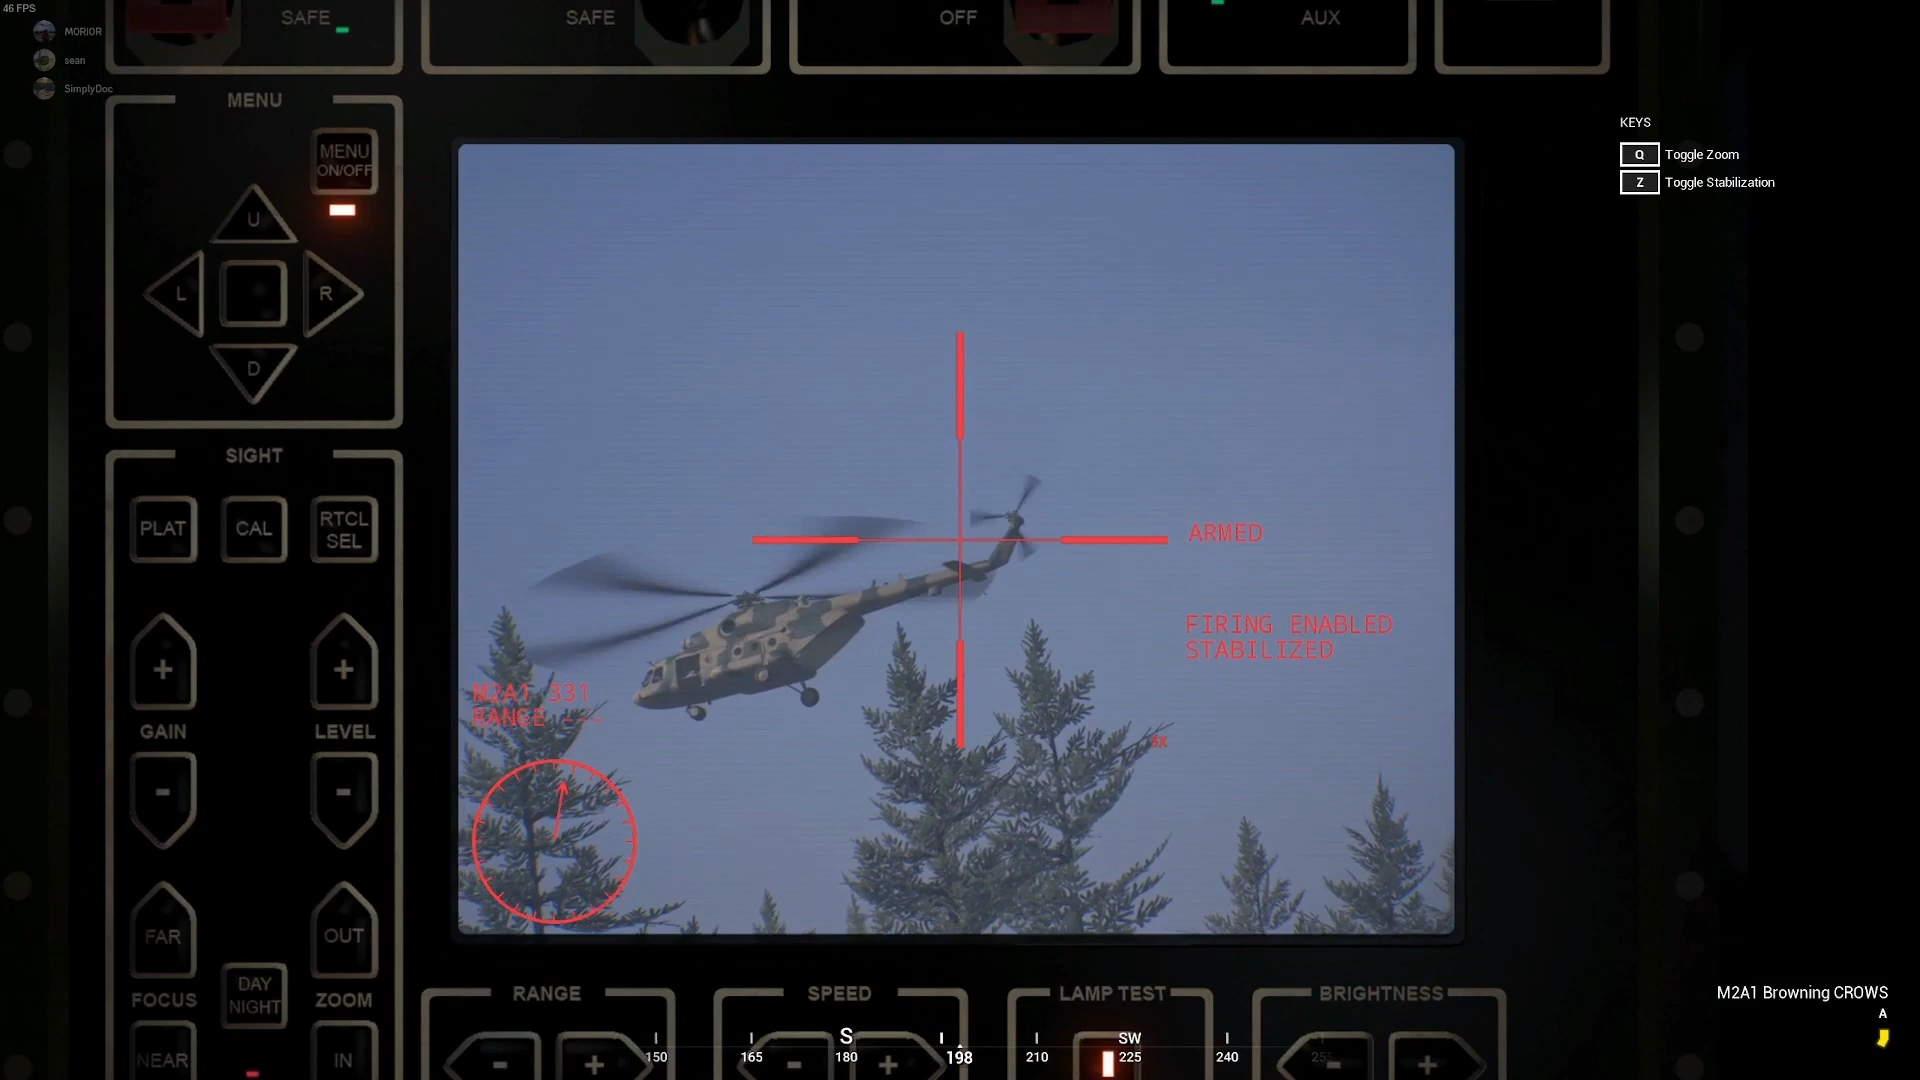 46 FPS
MORIOR
sean
SimplyDoc
SAFE
SAFE
OFF
AUX
MENU
MENU
ON/OFF
U
L
R
D
KEYS
Q Toggle Zoom
Z Toggle Stabilization
SIGHT
PLAT
CAL
RTCL
SEL
+
+
GAIN
LEVEL
-
-
FAR
OUT
DAY
NIGHT
FOCUS
ZOOM
NEAR
IN
ARMED
FIRING ENABLED
STABILIZED
M2A1 331
RANGE ---
RANGE
SPEED
LAMP TEST
BRIGHTNESS
- + - + - +
S SW
150 165 180 198 210 225 240
M2A1 Browning CROWS
A